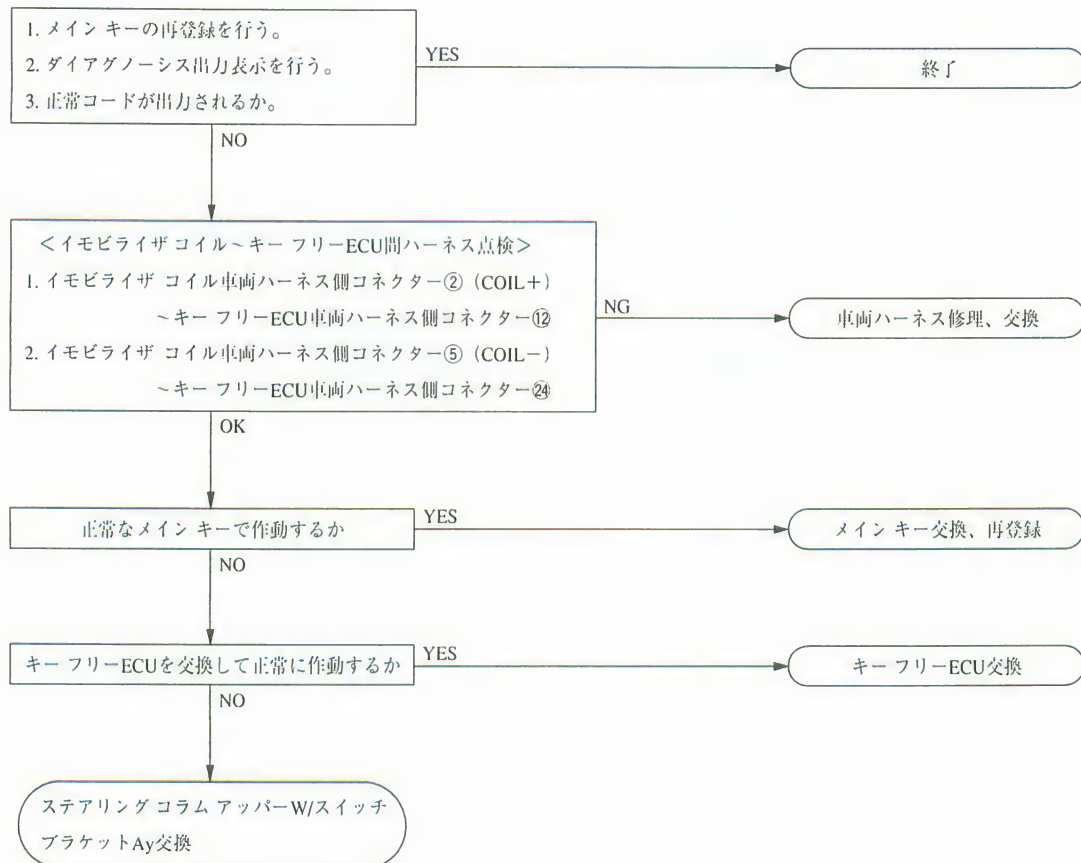 1. メイン キーの再登録を行う。
2. ダイアグノーシス出力表示を行う。
3. 正常コードが出力されるか。
YES
終了
NO
＜イモビライザ コイル～キー フリーECU間ハーネス点検＞
1. イモビライザ コイル車両ハーネス側コネクター②（COIL＋）
～キー フリーECU車両ハーネス側コネクター⑫
2. イモビライザ コイル車両ハーネス側コネクター⑤（COIL－）
～キー フリーECU車両ハーネス側コネクター㉔
NG
車両ハーネス修理、交換
OK
正常なメイン キーで作動するか
YES
メイン キー交換、再登録
NO
キー フリーECUを交換して正常に作動するか
YES
キー フリーECU交換
NO
ステアリング コラム アッパーW/スイッチ
ブラケットAy交換